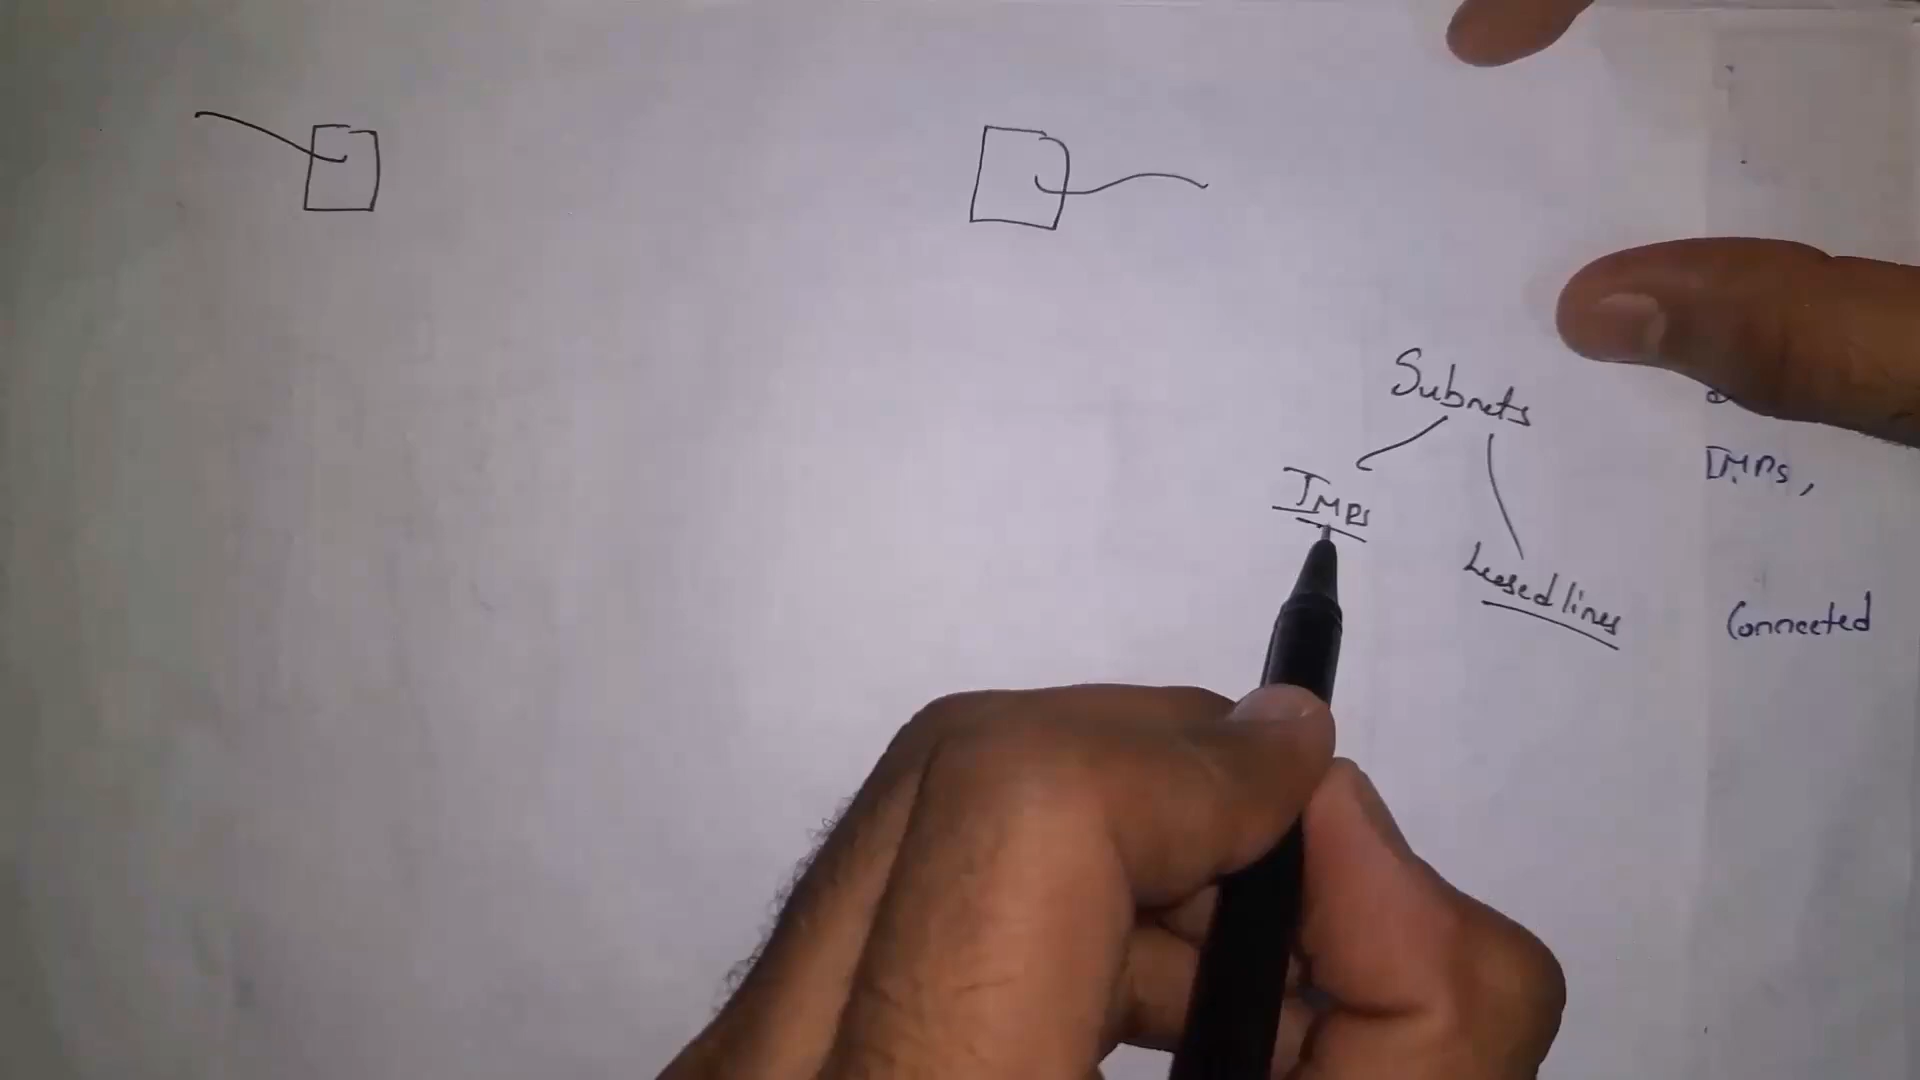 Subnets
IMPs
Leased lines
IMPs,
Connected